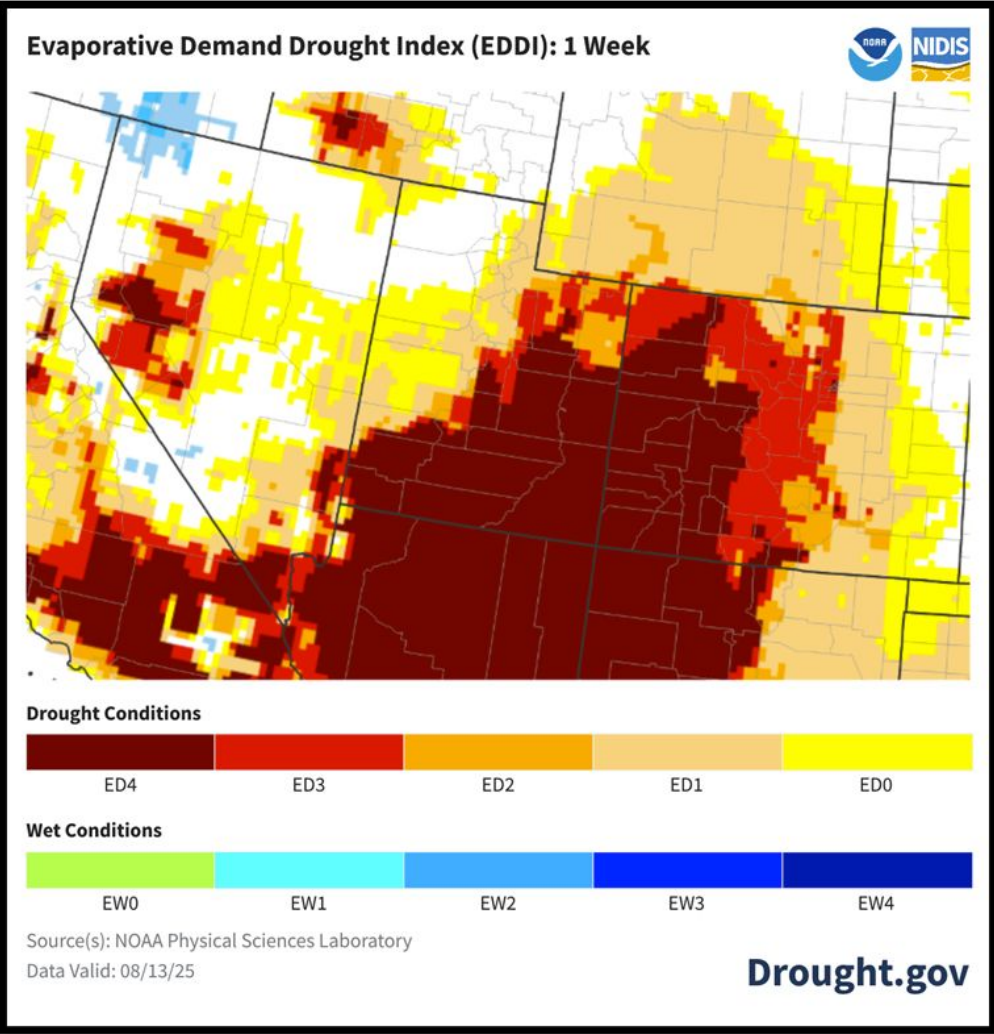 Evaporative Demand Drought Index (EDDI): 1 Week
NOAA
NIDIS
Drought Conditions
ED4 ED3 ED2 ED1 ED0
Wet Conditions
EW0 EW1 EW2 EW3 EW4
Source(s): NOAA Physical Sciences Laboratory
Data Valid: 08/13/25
Drought.gov